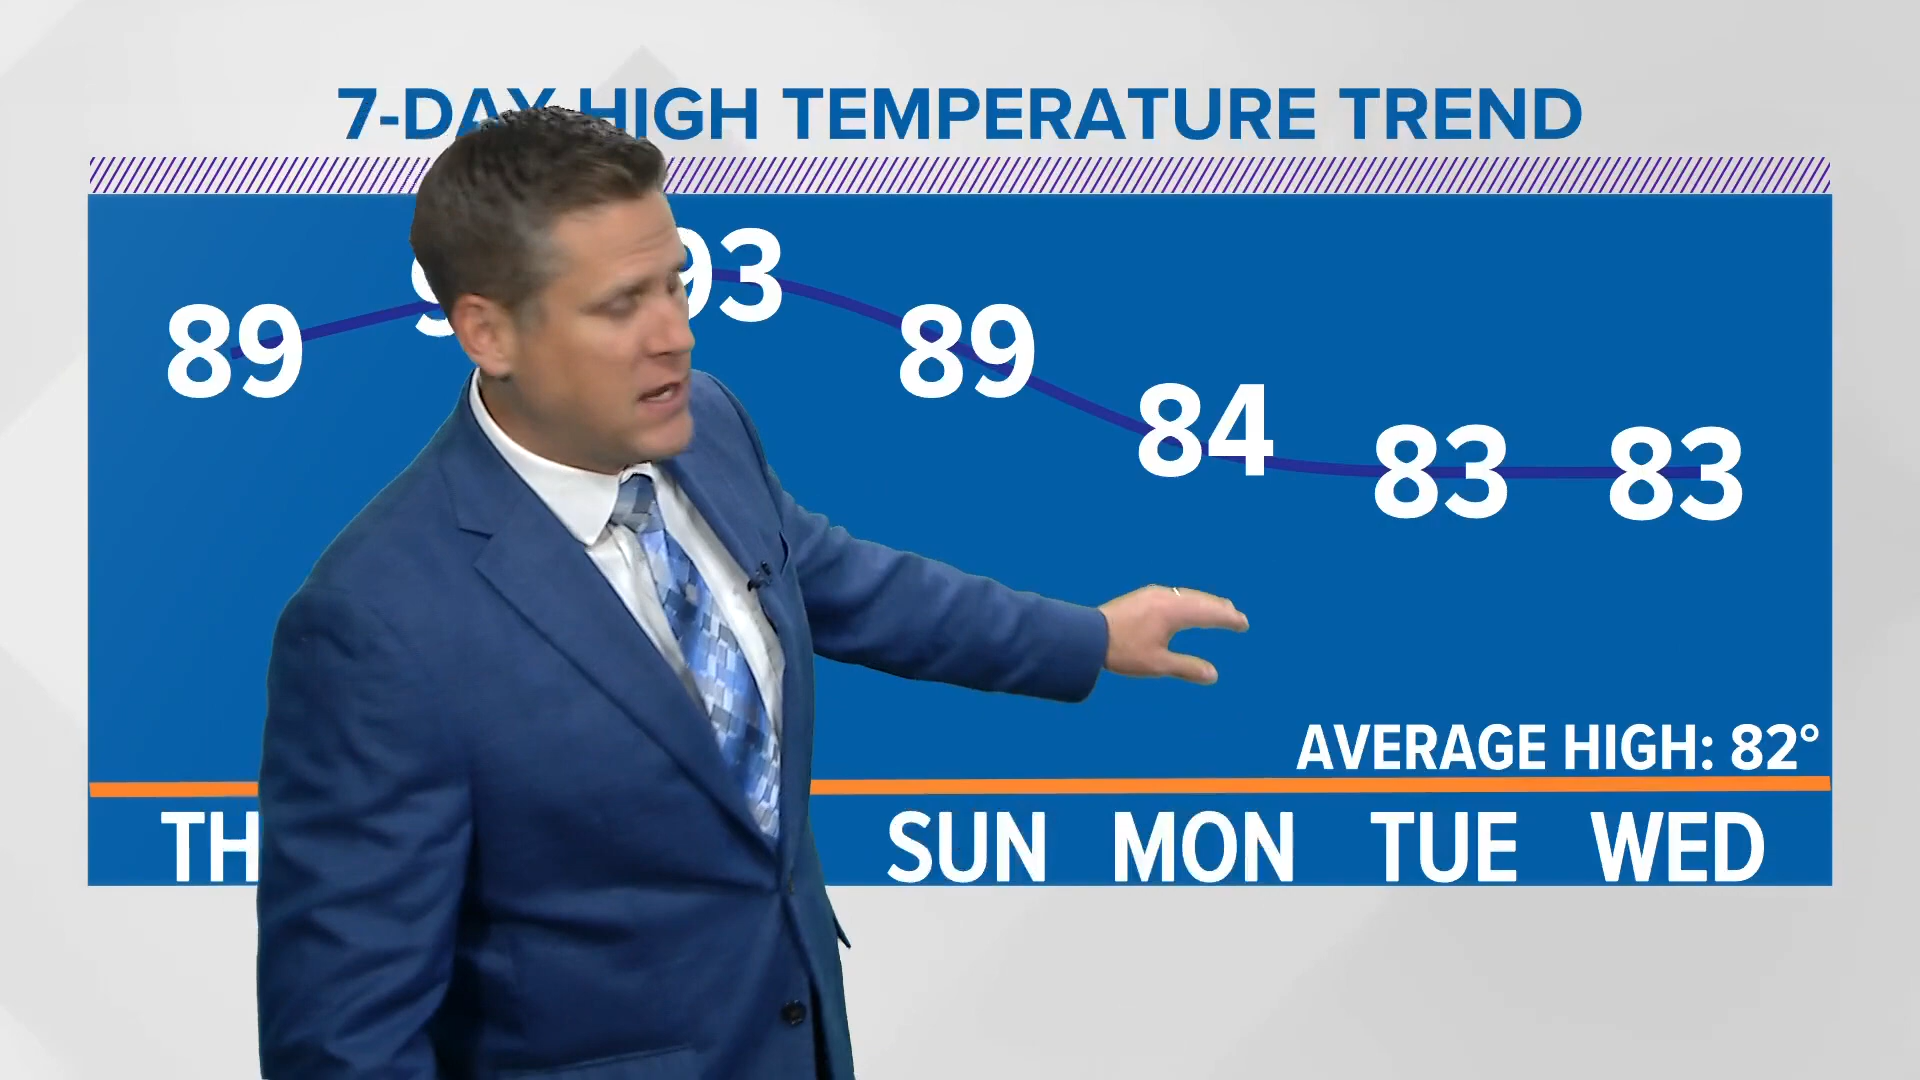 7-DAY HIGH TEMPERATURE TREND
89 93 89 84 83 83
AVERAGE HIGH: 82°
SUN MON TUE WED